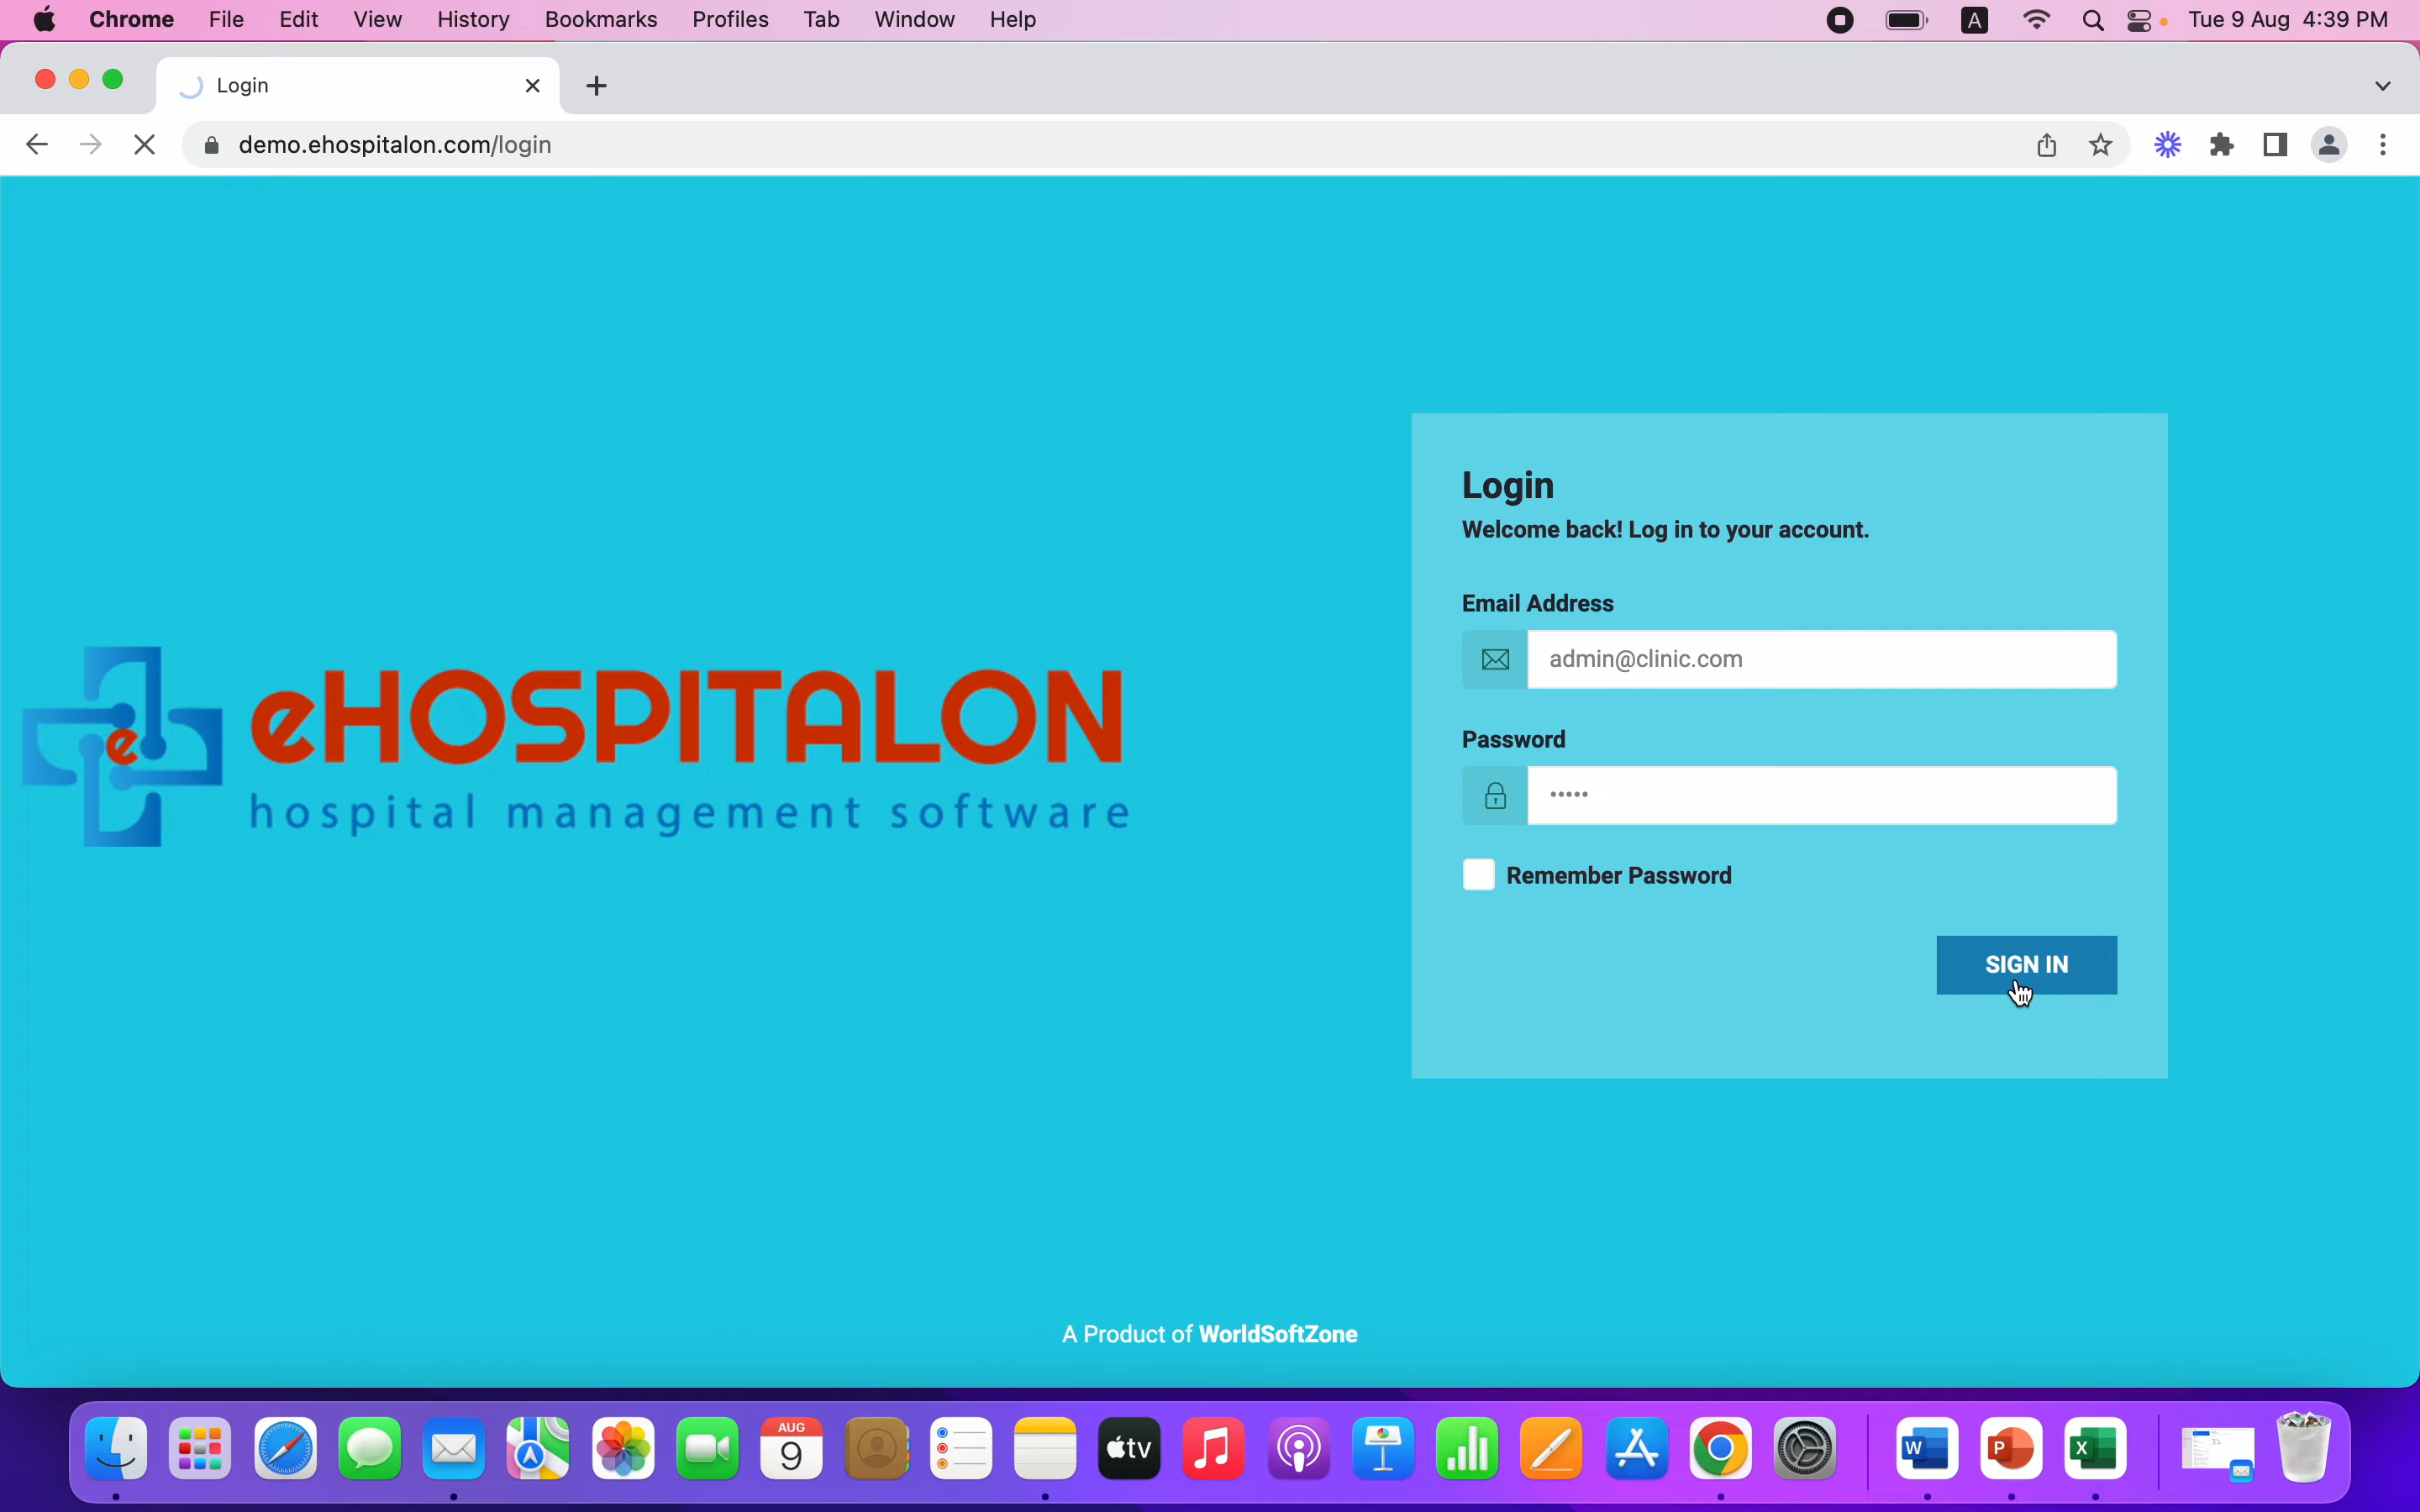 Chrome File Edit View History Bookmarks Profiles Tab Window Help A Tue 9 Aug 4:39 PM
Login
demo.ehospitalon.com/login
Login
Welcome back! Log in to your account.
Email Address
admin@clinic.com
Password
•••••
Remember Password
SIGN IN
e eHOSPITALON
hospital management software
A Product of WorldSoftZone
AUG
9
tv
W
P
X